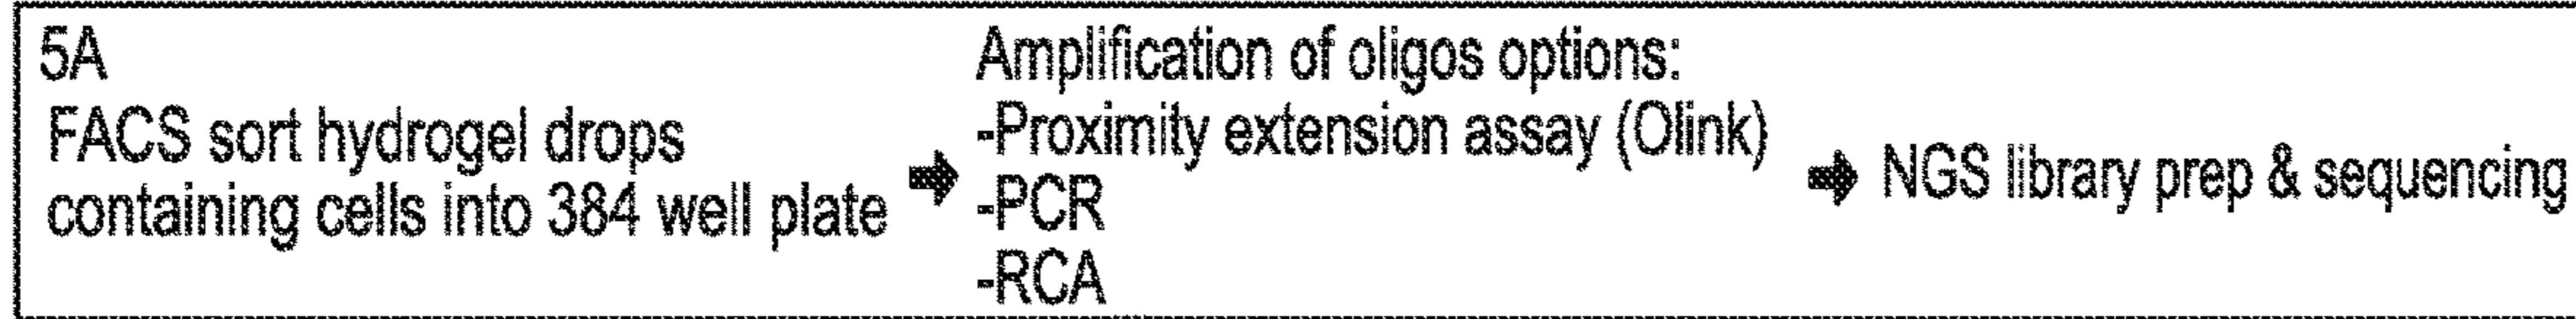 5A
FACS sort hydrogel drops
containing cells into 384 well plate
Amplification of oligos options:
-Proximity extension assay (Olink)
-PCR
-RCA
NGS library prep & sequencing